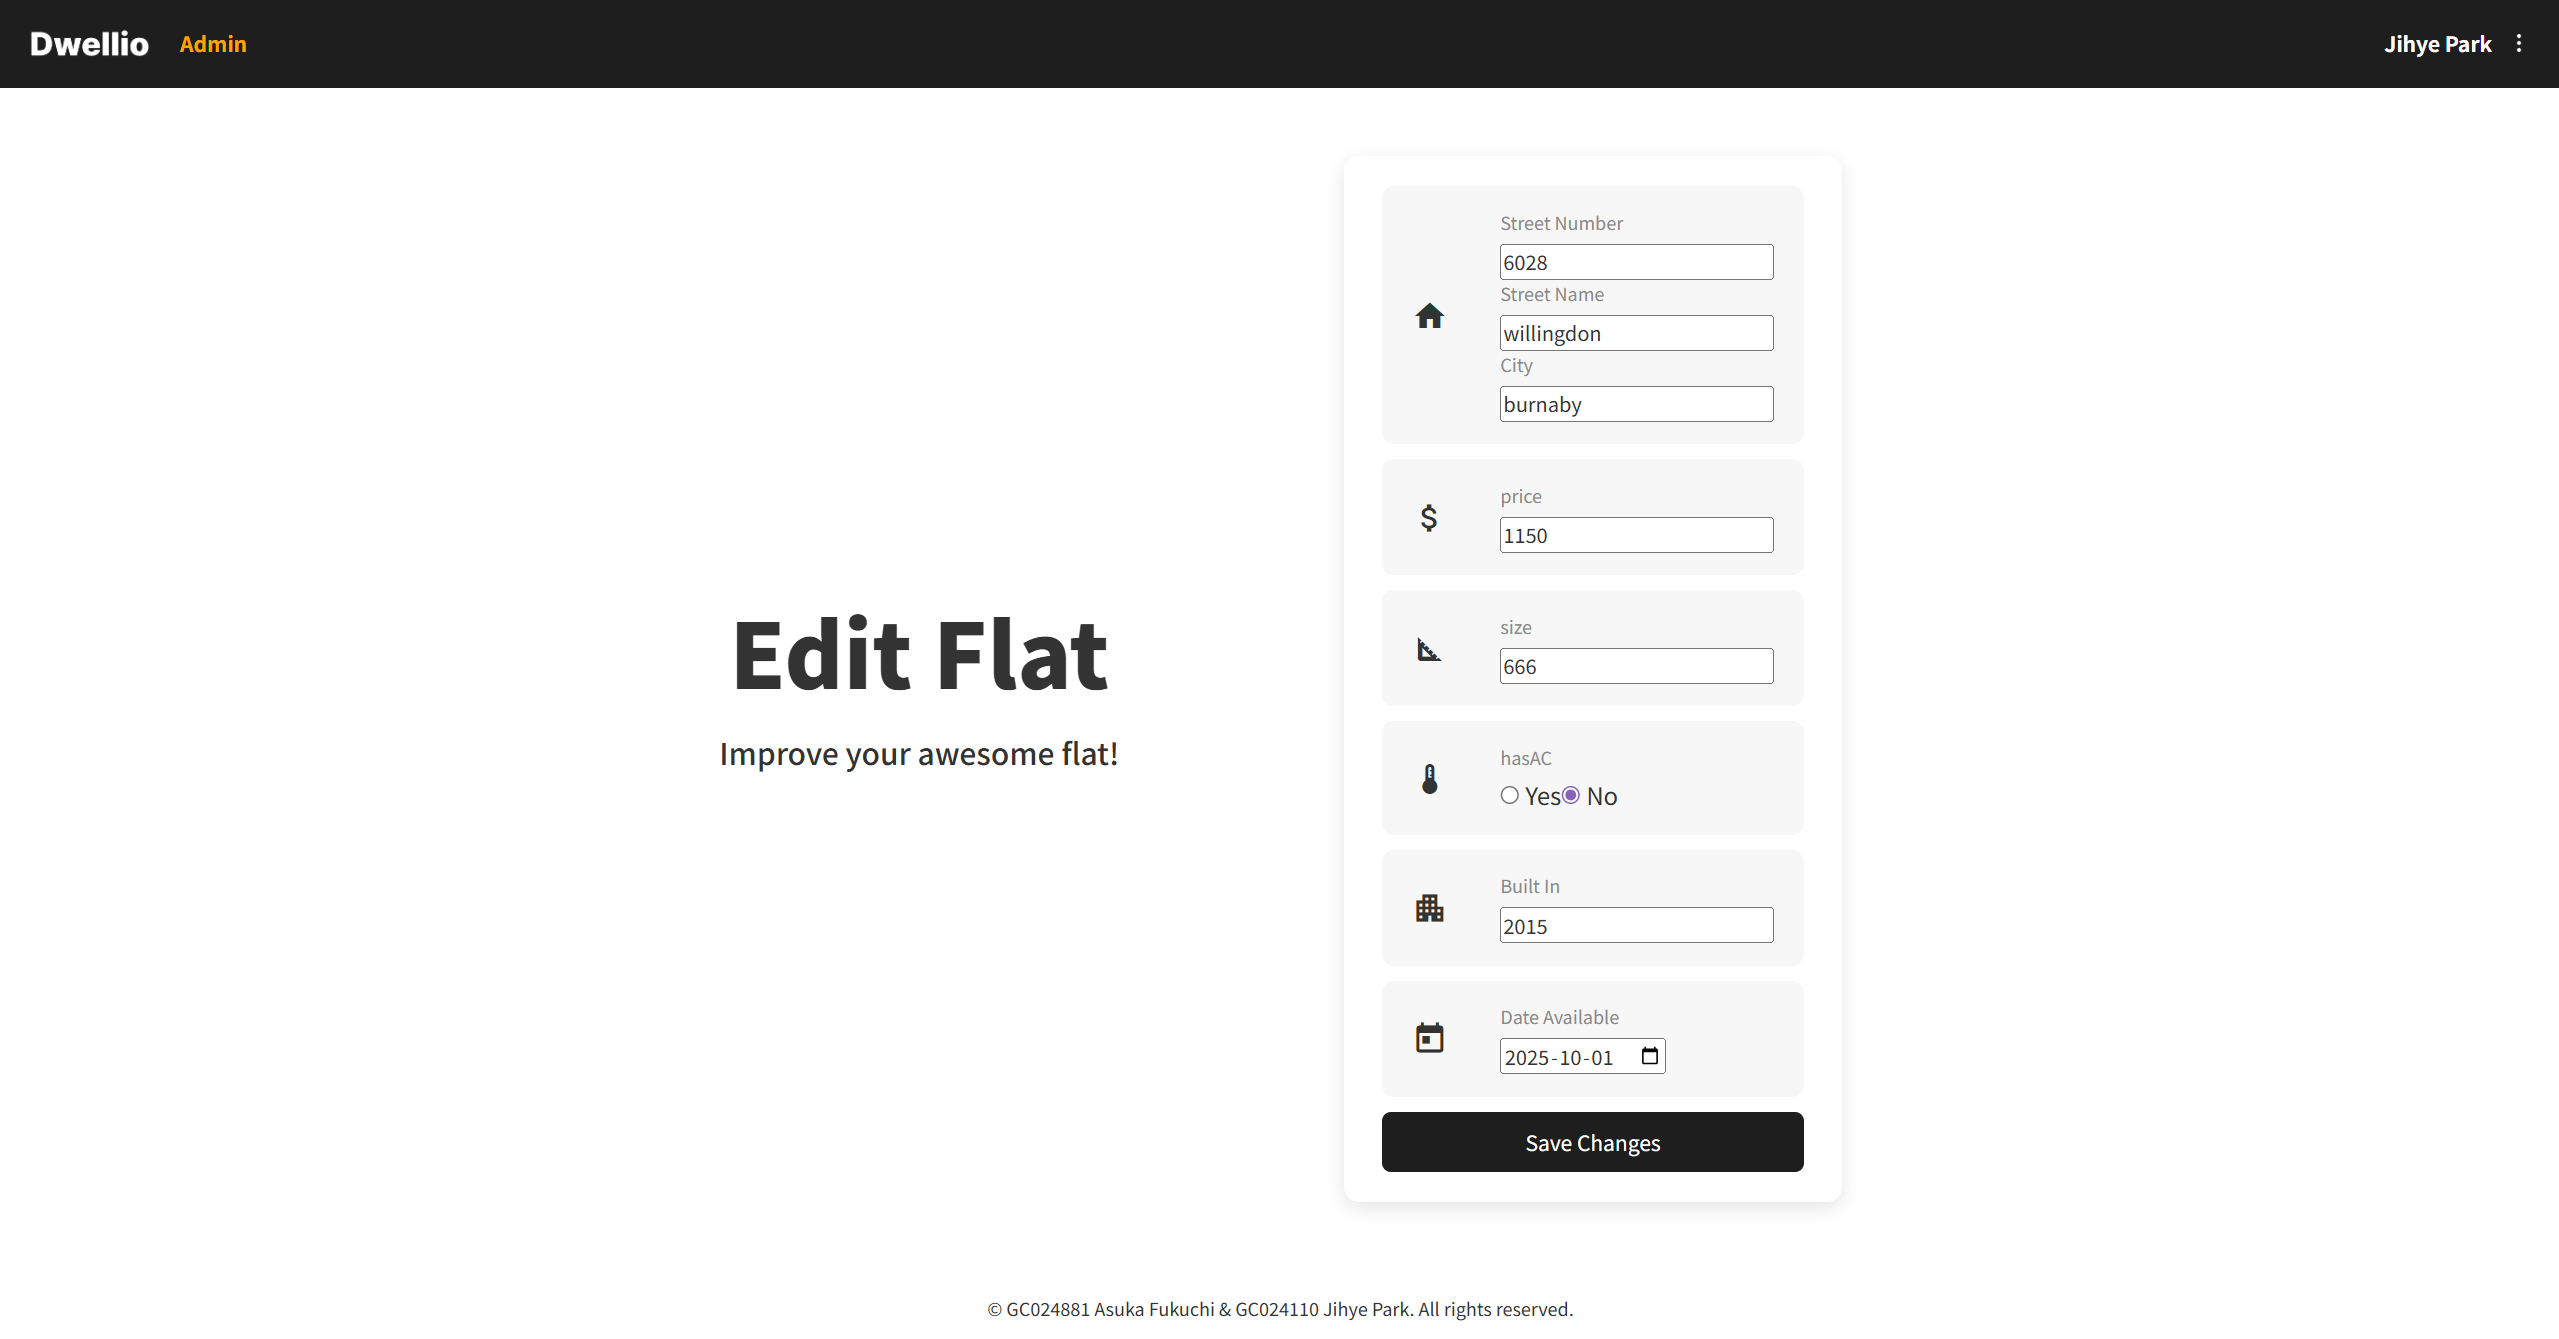 Dwellio Admin Jihye Park
Edit Flat
Improve your awesome flat!
Street Number
6028
Street Name
willingdon
City
burnaby
price
1150
size
666
hasAC
Yes No
Built In
2015
Date Available
2025-10-01
Save Changes
© GC024881 Asuka Fukuchi & GC024110 Jihye Park. All rights reserved.